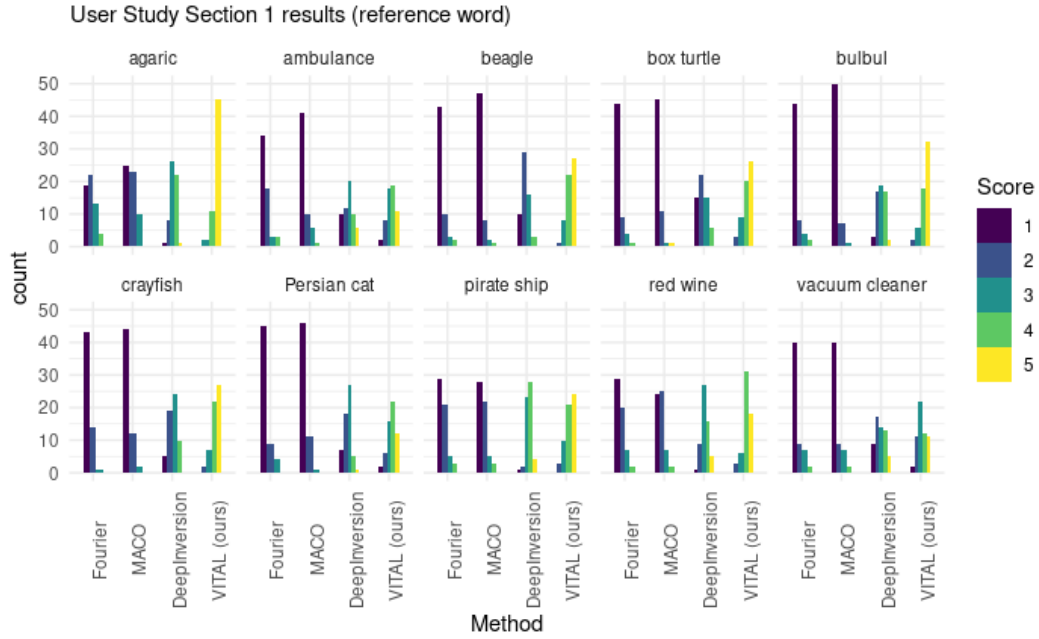 User Study Section 1 results (reference word)
agaric ambulance beagle box turtle bulbul
50
40
30
20
10
0
crayfish Persian cat pirate ship red wine vacuum cleaner
50
40
30
20
10
0
count
Fourier MACO DeepInversion VITAL (ours) Fourier MACO DeepInversion VITAL (ours) Fourier MACO DeepInversion VITAL (ours) Fourier MACO DeepInversion VITAL (ours) Fourier MACO DeepInversion VITAL (ours)
Method
Score
1
2
3
4
5